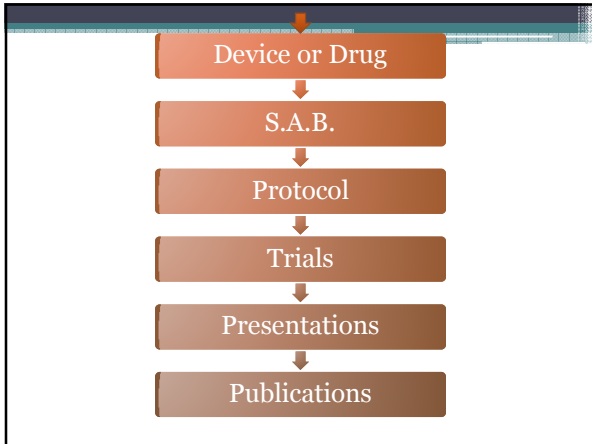 Device or Drug
S.A.B.
Protocol
Trials
Presentations
Publications